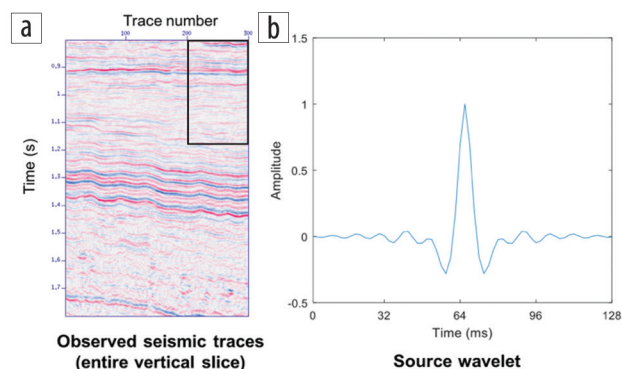 a
Trace number
100 200 300
0.9
1
1.1
1.2
1.3
1.4
1.5
1.6
1.7
Time (s)
Observed seismic traces
(entire vertical slice)
b
1.5
1
0.5
0
-0.5
Amplitude
0 32 64 96 128
Time (ms)
Source wavelet